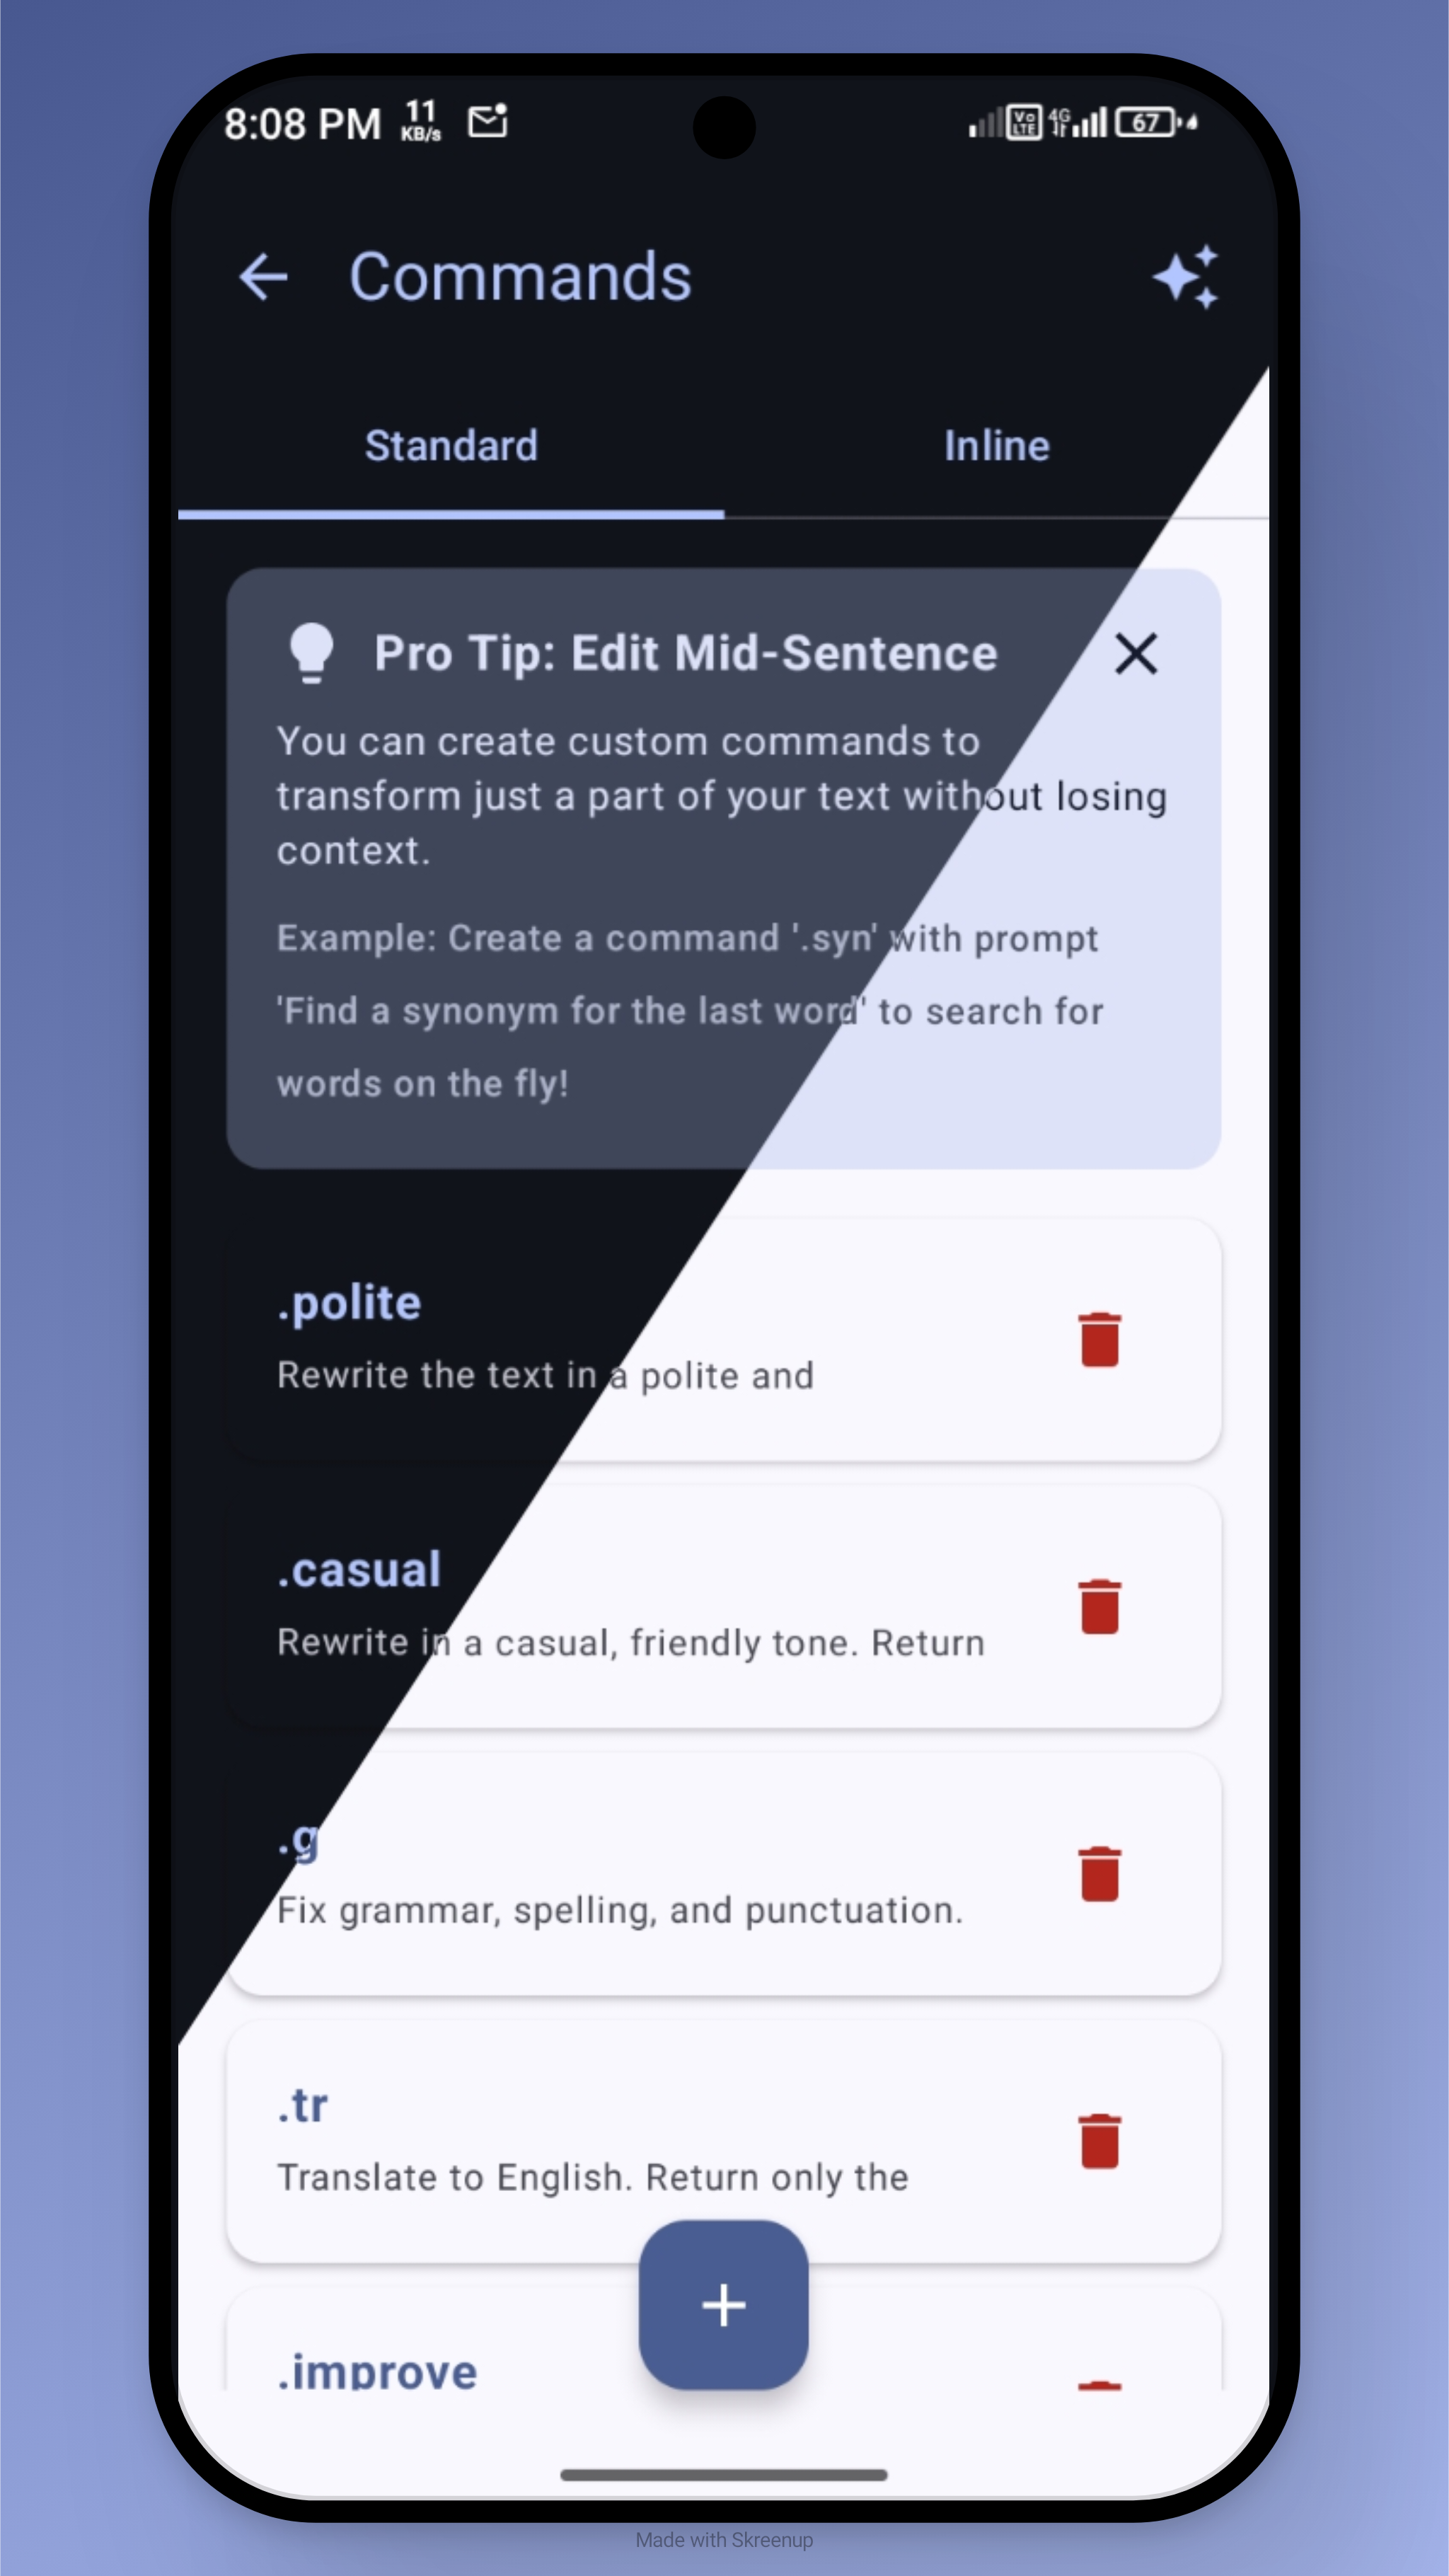 8:08 PM 11 KB/s Vo LTE 4G 67
Commands
Standard Inline
Pro Tip: Edit Mid-Sentence
You can create custom commands to
transform just a part of your text without losing
context.
Example: Create a command '.syn' with prompt
'Find a synonym for the last word' to search for
words on the fly!
.polite
Rewrite the text in a polite and
.casual
Rewrite in a casual, friendly tone. Return
.g
Fix grammar, spelling, and punctuation.
.tr
Translate to English. Return only the
.improve
Made with Skreenup